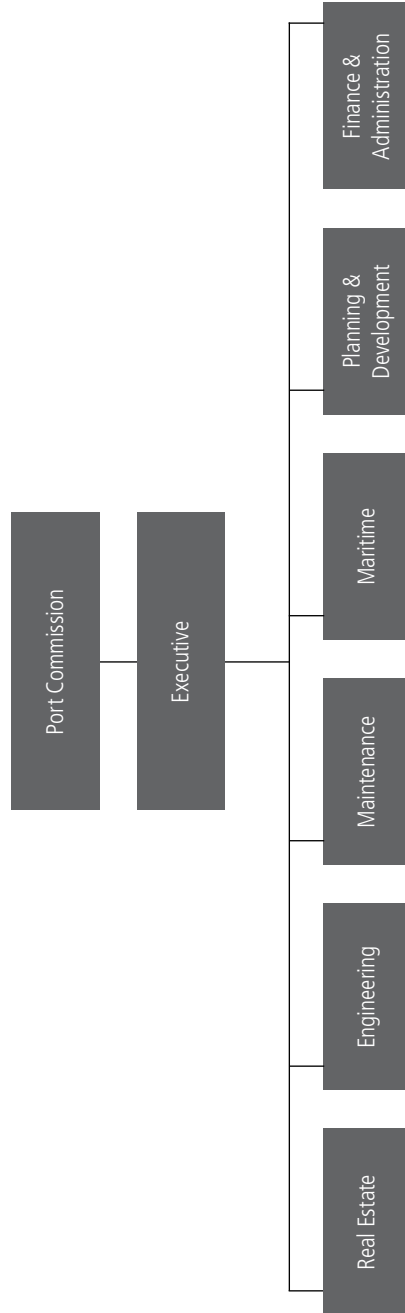 Port Commission
Executive
Real Estate
Engineering
Maintenance
Maritime
Planning &
Development
Finance &
Administration